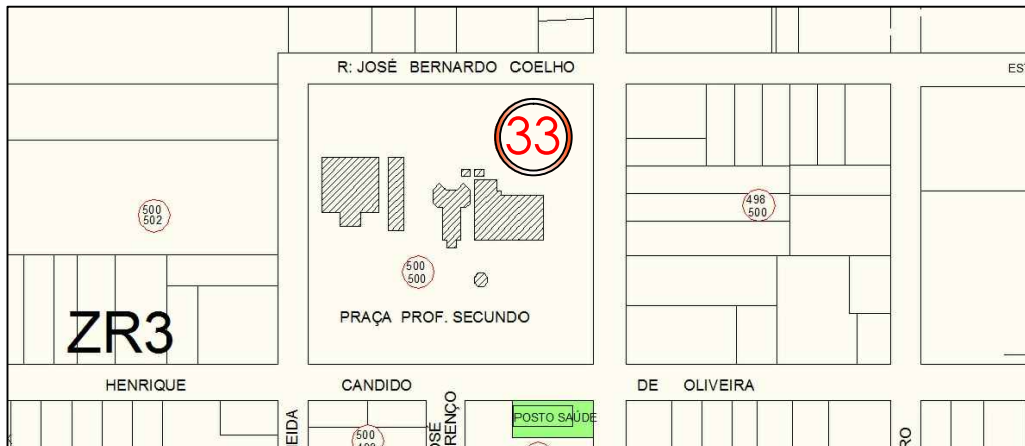 R: JOSÉ BERNARDO COELHO
33
500
502
498
500
500
500
PRAÇA PROF. SECUNDO
ZR3
HENRIQUE CANDIDO DE OLIVEIRA
POSTO SAÚDE
500